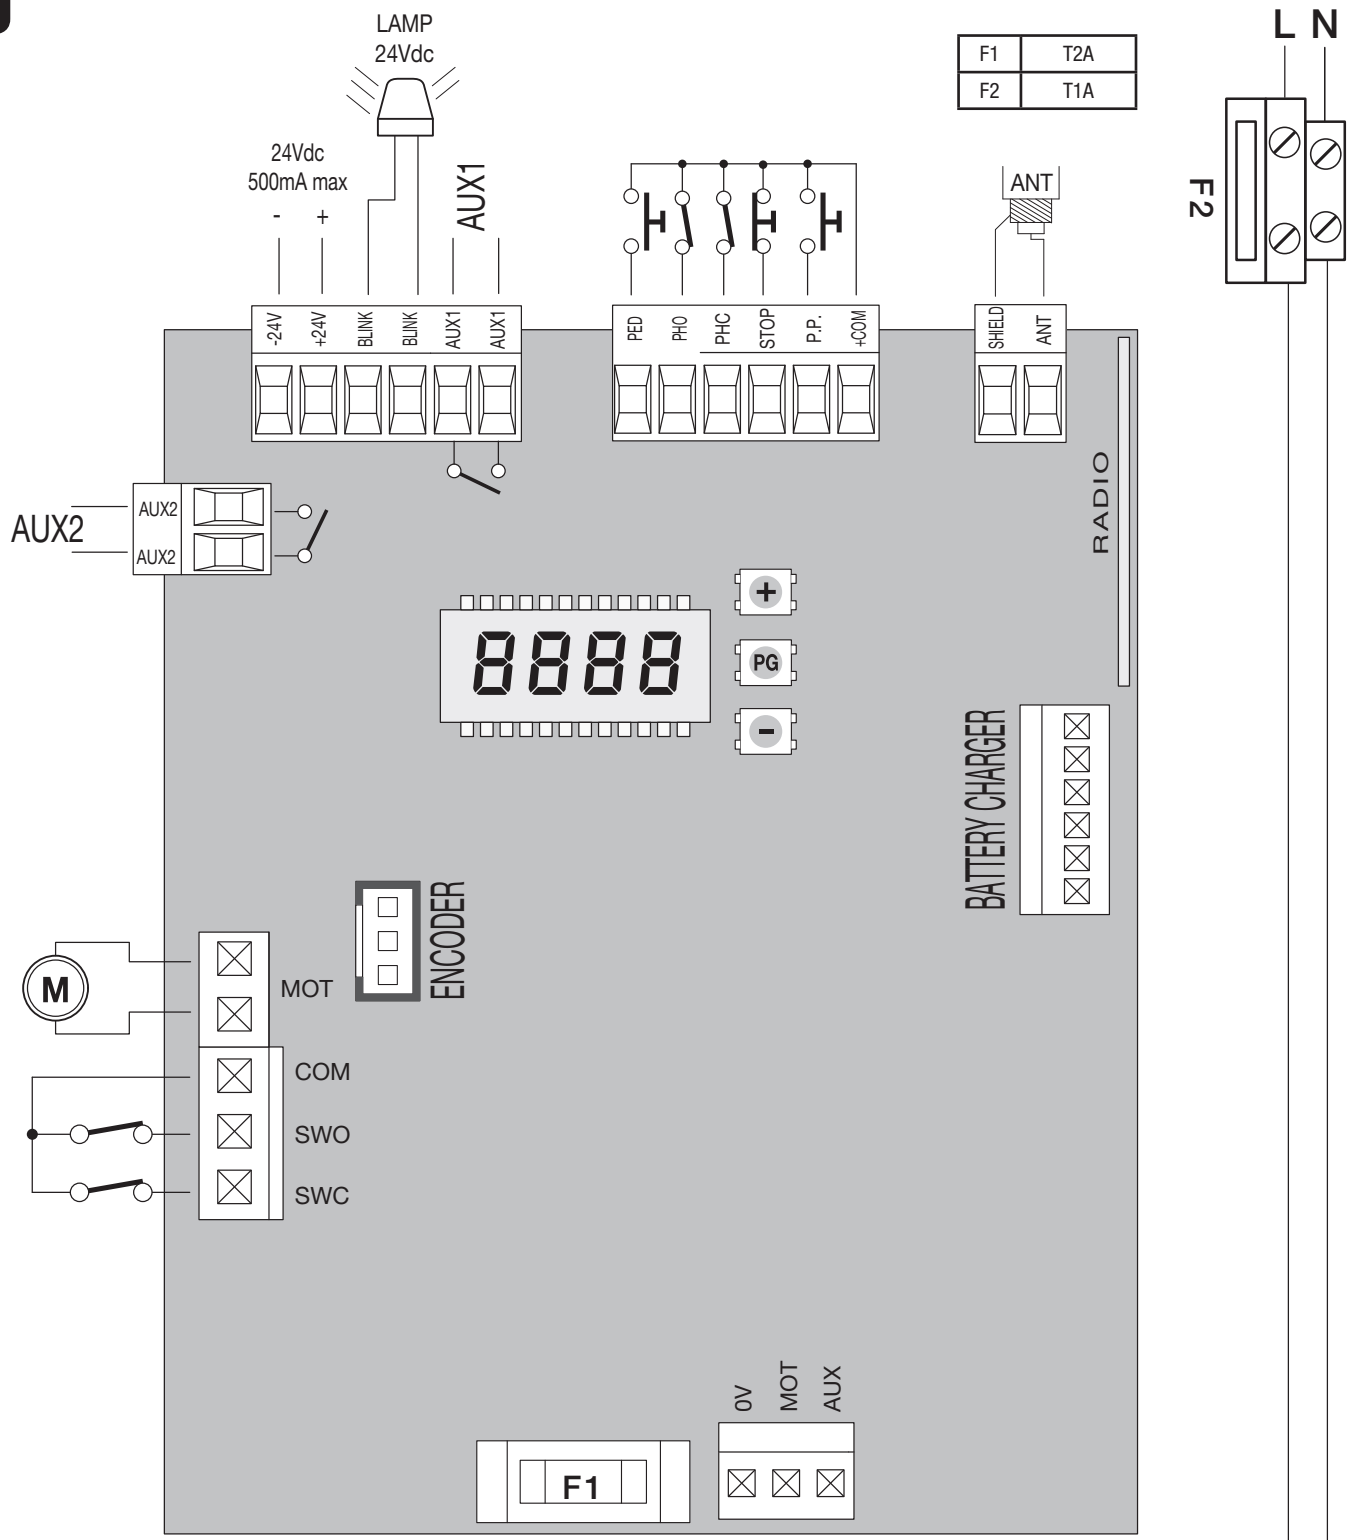 LAMP
24Vdc
24Vdc
500mA max
- +
AUX1
F1 T2A
F2 T1A
L N
F2
ANT
-24V
+24V
BLINK
BLINK
AUX1
AUX1
PED
PHO
PHC
STOP
P.P.
+COM
SHIELD
ANT
RADIO
AUX2
AUX2
AUX2
8888
+
PG
-
BATTERY CHARGER
ENCODER
M
MOT
COM
SWO
SWC
0V
MOT
AUX
F1